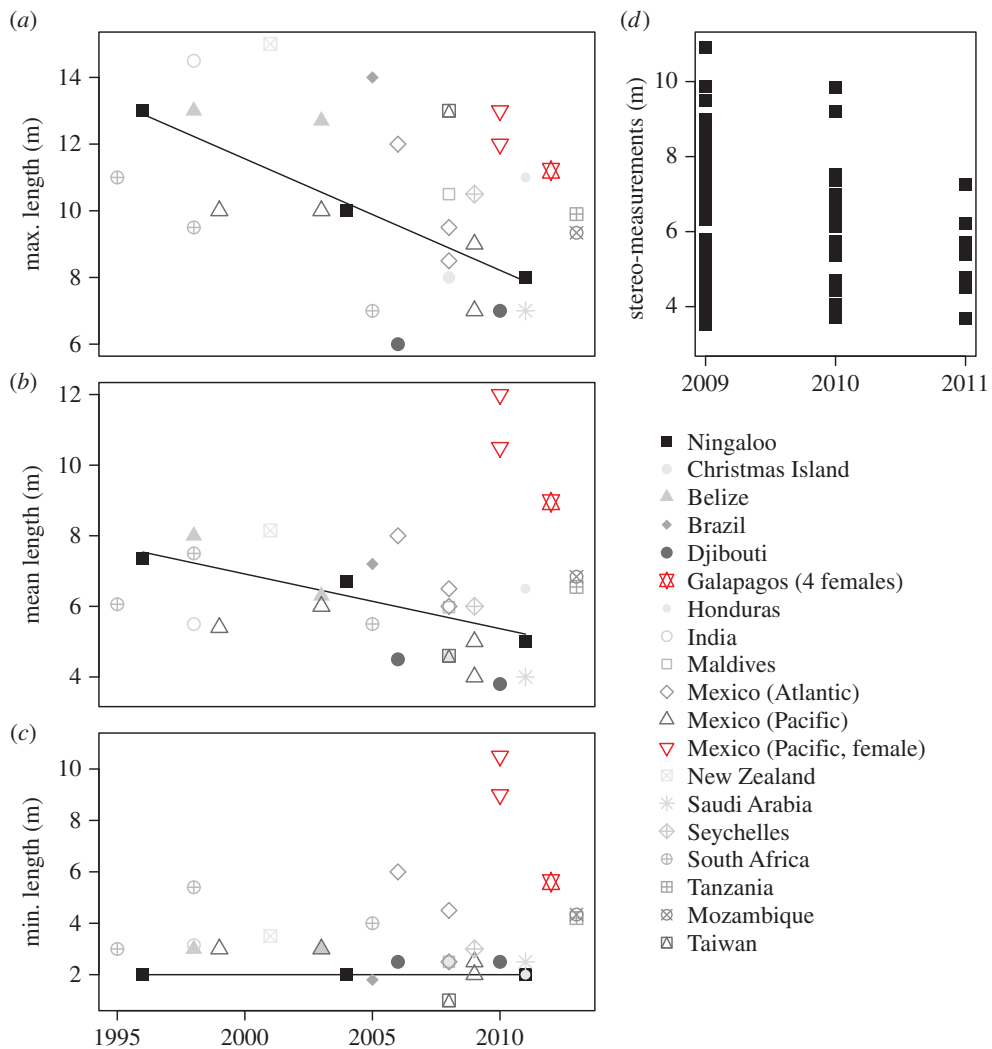 (a)
max. length (m)
14
12
10
8
6
(b)
mean length (m)
12
10
8
6
4
(c)
min. length (m)
10
8
6
4
2
1995 2000 2005 2010
(d)
stereo-measurements (m)
10
8
6
4
2009 2010 2011
Ningaloo
Christmas Island
Belize
Brazil
Djibouti
Galapagos (4 females)
Honduras
India
Maldives
Mexico (Atlantic)
Mexico (Pacific)
Mexico (Pacific, female)
New Zealand
Saudi Arabia
Seychelles
South Africa
Tanzania
Mozambique
Taiwan